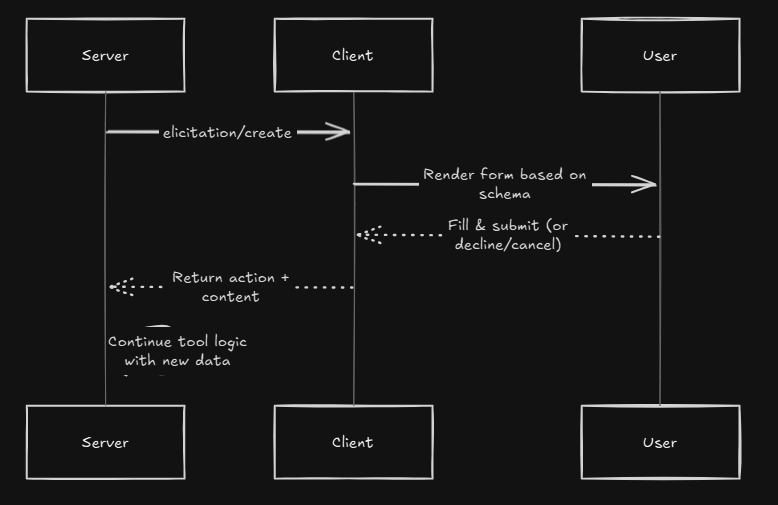 Server
Client
User
elicitation/create
Render form based on
schema
Fill & submit (or
decline/cancel)
Return action +
content
Continue tool logic
with new data
Server
Client
User